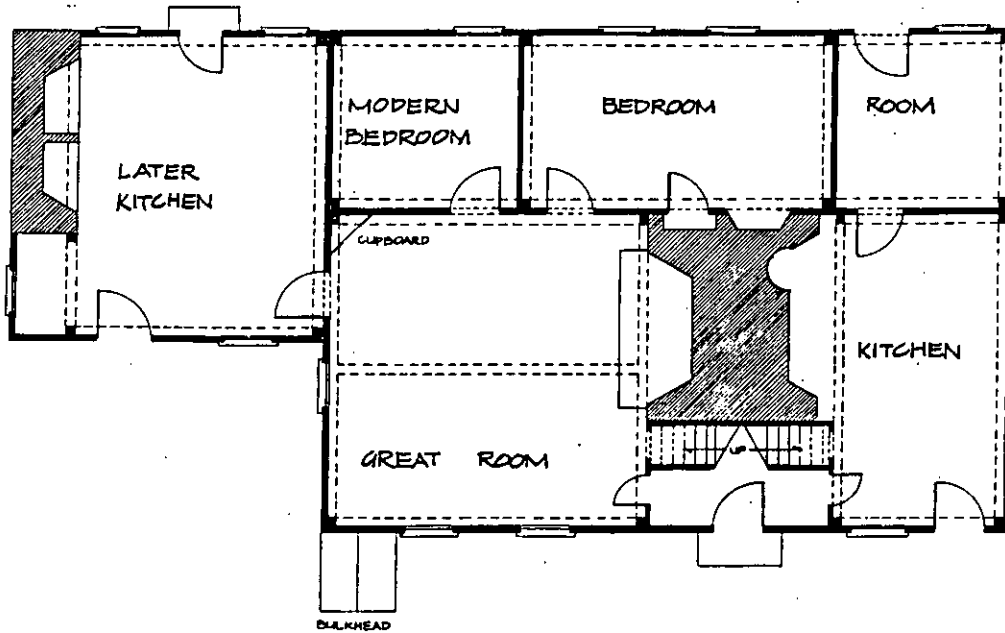 MODERN
BEDROOM
BEDROOM
ROOM
LATER
KITCHEN
CUPBOARD
KITCHEN
UP
GREAT ROOM
BULKHEAD